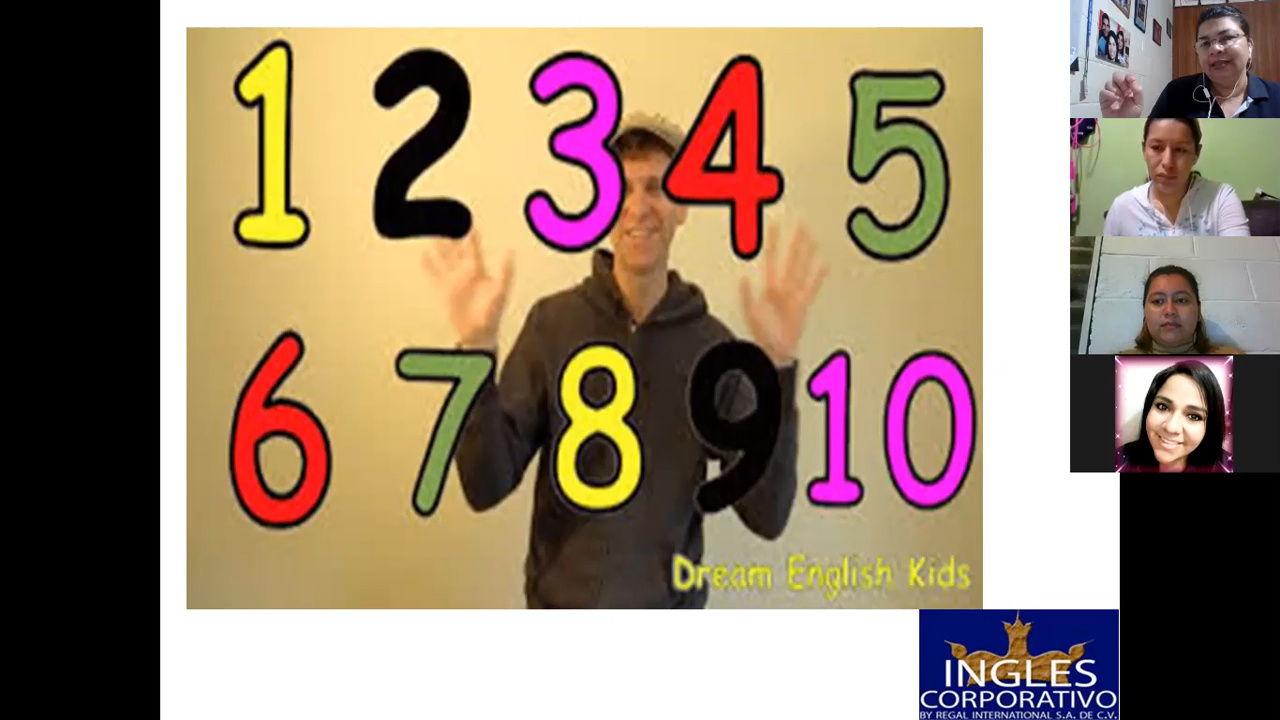 1 2 3 4 5
6 7 8 9 10
Dream English Kids
INGLES
CORPORATIVO
BY REGAL INTERNATIONAL S.A. DE C.V.